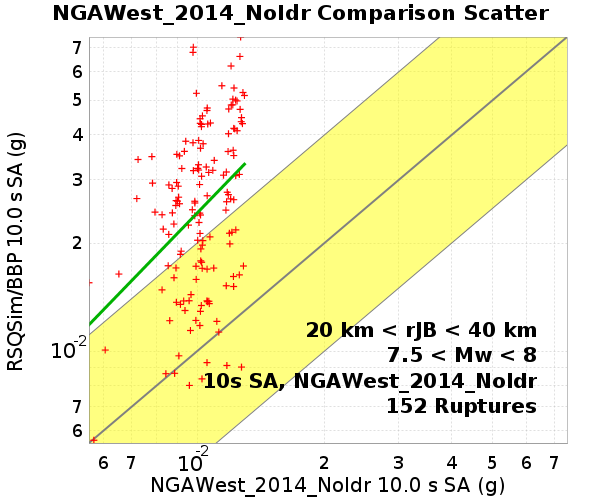 NGAWest_2014_NoIdr Comparison Scatter
RSQSim/BBP 10.0 s SA (g)
7
6
5
4
3
2
10-2
7
6
20 km < rJB < 40 km
7.5 < Mw < 8
10s SA, NGAWest_2014_NoIdr
152 Ruptures
6 7 10-2 2 3 4 5 6 7
NGAWest_2014_NoIdr 10.0 s SA (g)